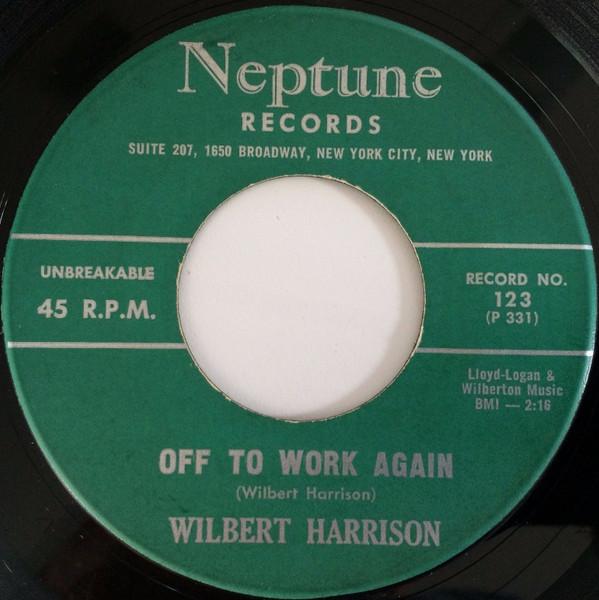 Neptune
RECORDS
SUITE 207, 1650 BROADWAY, NEW YORK CITY, NEW YORK
UNBREAKABLE
45 R.P.M.
RECORD NO.
123
(P 331)
Lloyd-Logan &
Wilberton Music
BMI — 2:16
OFF TO WORK AGAIN
(Wilbert Harrison)
WILBERT HARRISON